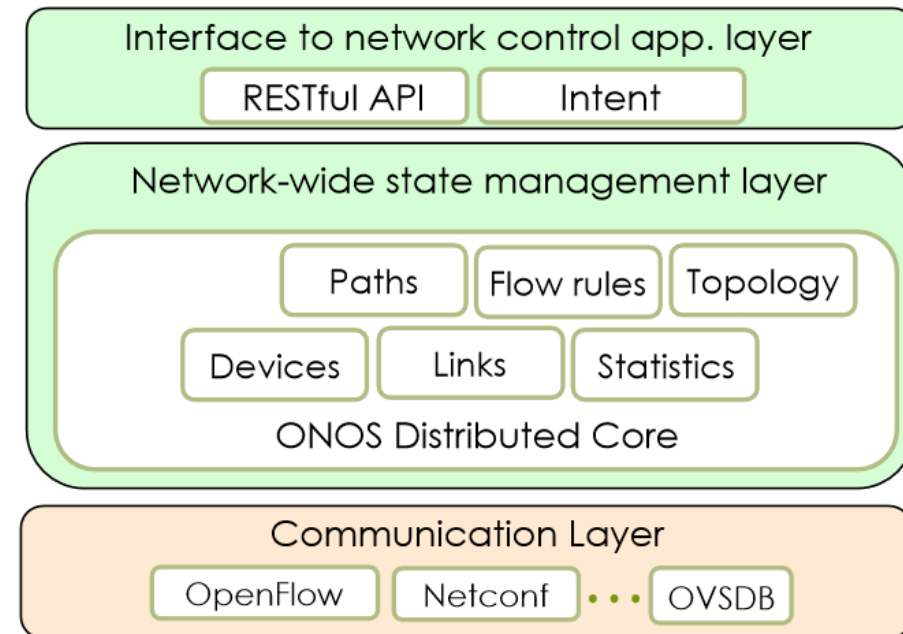 Interface to network control app. layer
RESTful API Intent
Network-wide state management layer
Paths Flow rules Topology
Devices Links Statistics
ONOS Distributed Core
Communication Layer
OpenFlow Netconf • • • OVSDB